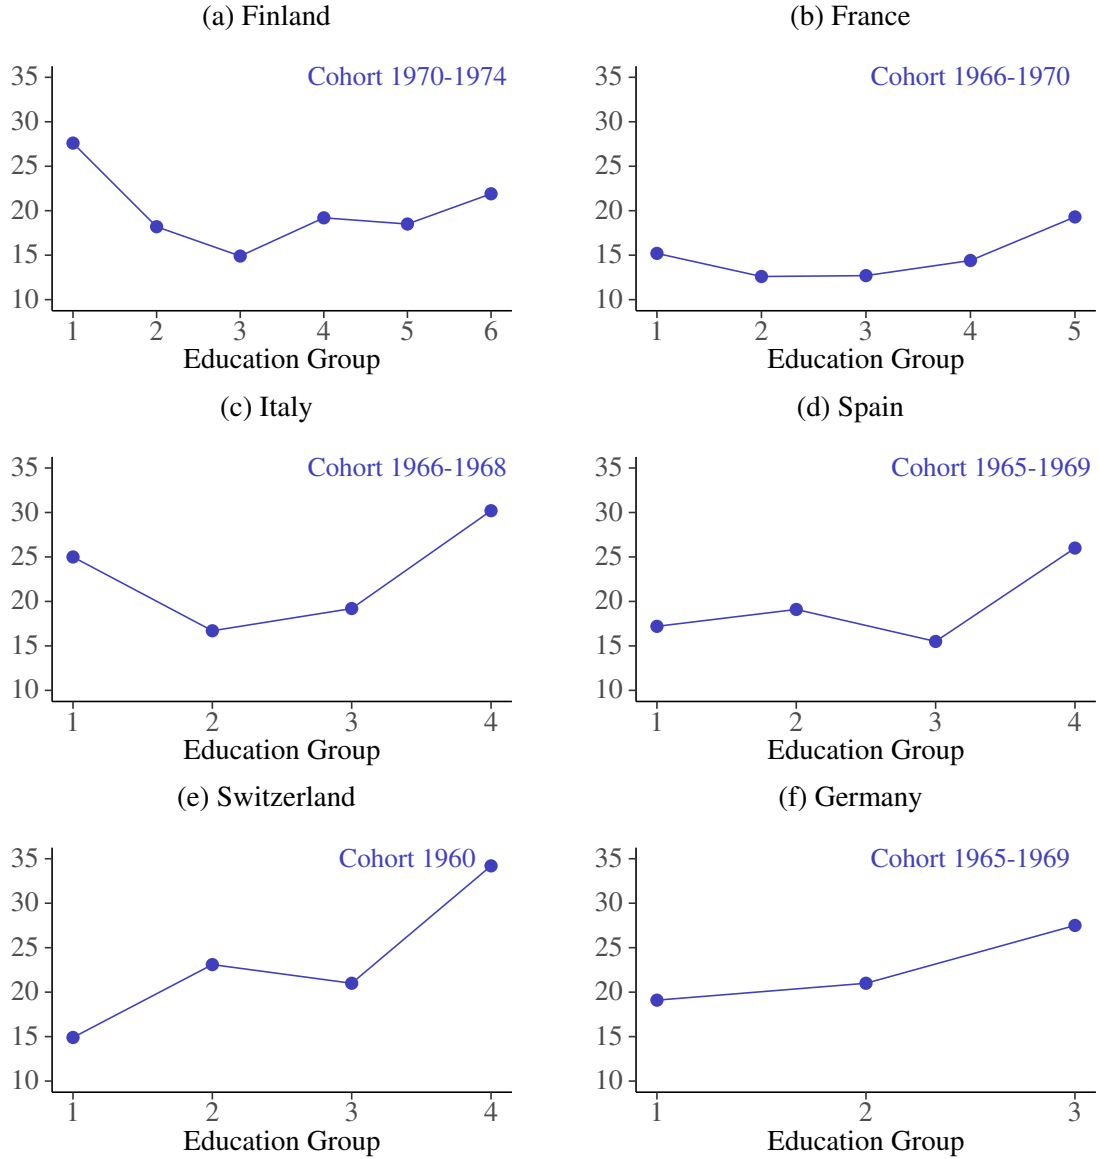 (a) Finland
Cohort 1970-1974
35
30
25
20
15
10
1 2 3 4 5 6
Education Group
(b) France
Cohort 1966-1970
35
30
25
20
15
10
1 2 3 4 5
Education Group
(c) Italy
Cohort 1966-1968
35
30
25
20
15
10
1 2 3 4
Education Group
(d) Spain
Cohort 1965-1969
35
30
25
20
15
10
1 2 3 4
Education Group
(e) Switzerland
Cohort 1960
35
30
25
20
15
10
1 2 3 4
Education Group
(f) Germany
Cohort 1965-1969
35
30
25
20
15
10
1 2 3
Education Group